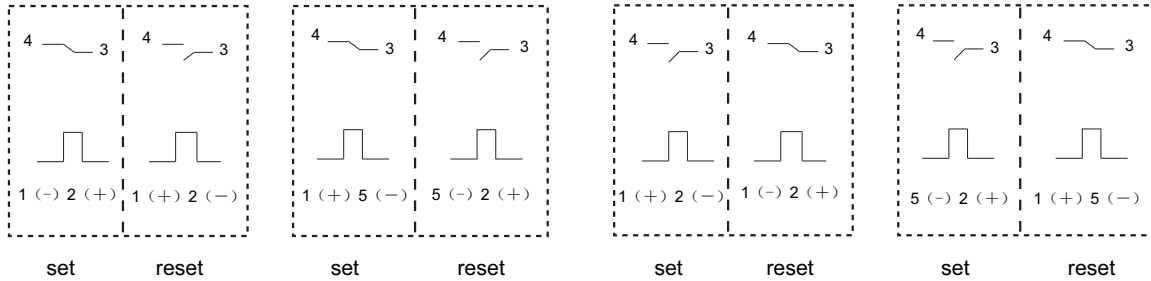 4 3 4 3
1 (-) 2 (+) 1 (+) 2 (—)
set reset
4 3 4 3
1 (+) 5 (—) 5 (-) 2 (+)
set reset
4 3 4 3
1 (+) 2 (—) 1 (-) 2 (+)
set reset
4 3 4 3
5 (-) 2 (+) 1 (+) 5 (—)
set reset